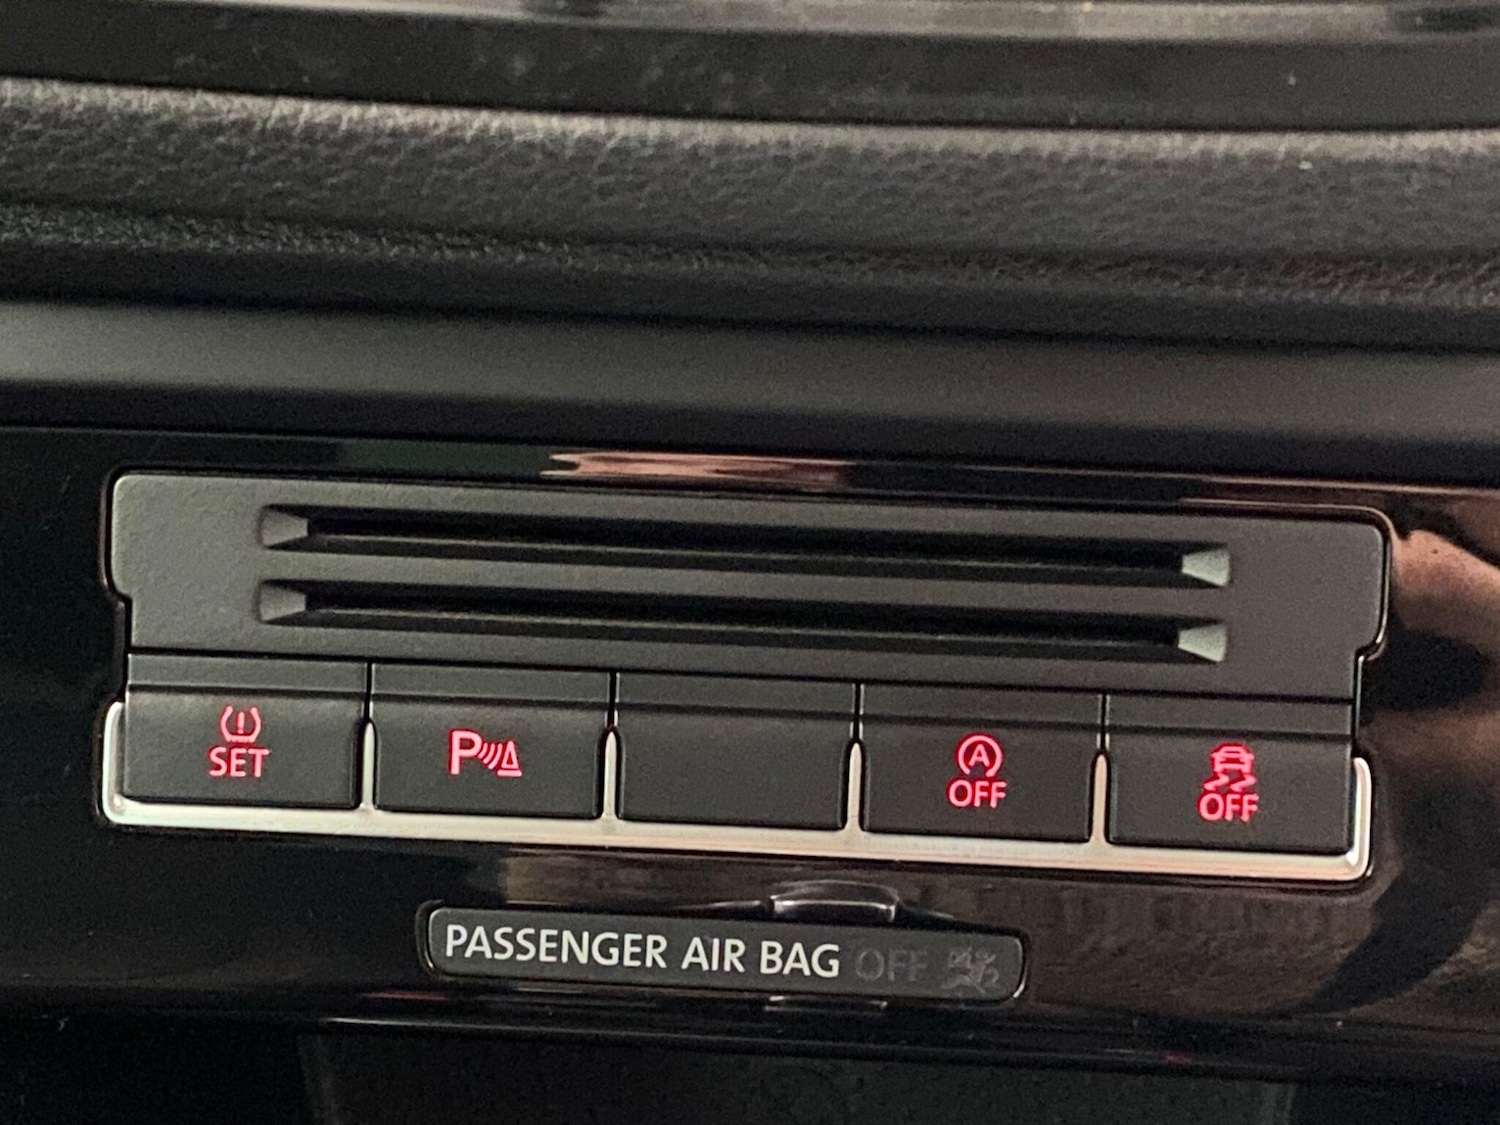 SET
P
A
OFF
OFF
PASSENGER AIR BAG OFF